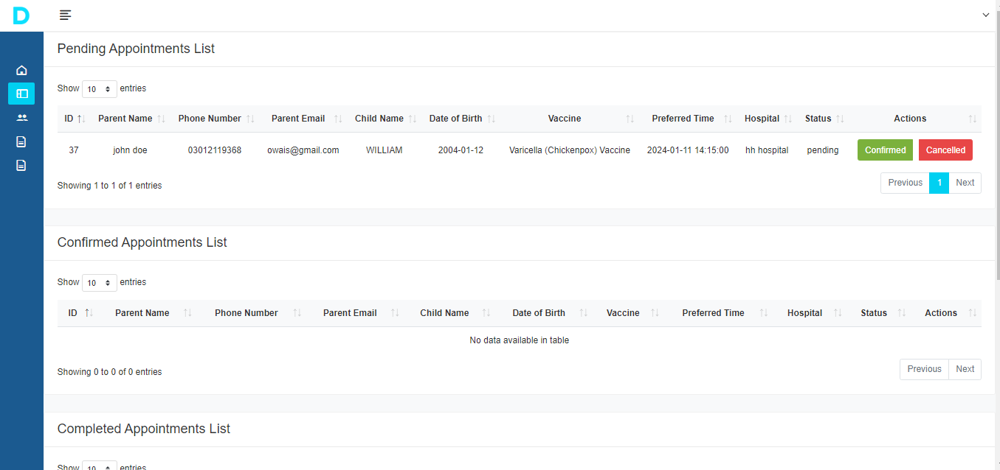 D
Pending Appointments List
Show 10 entries
ID Parent Name Phone Number Parent Email Child Name Date of Birth Vaccine Preferred Time Hospital Status Actions
37 john doe 03012119368 owais@gmail.com WILLIAM 2004-01-12 Varicella (Chickenpox) Vaccine 2024-01-11 14:15:00 hh hospital pending Confirmed Cancelled
Showing 1 to 1 of 1 entries Previous 1 Next
Confirmed Appointments List
Show 10 entries
ID Parent Name Phone Number Parent Email Child Name Date of Birth Vaccine Preferred Time Hospital Status Actions
No data available in table
Showing 0 to 0 of 0 entries Previous Next
Completed Appointments List
Show 10 entries